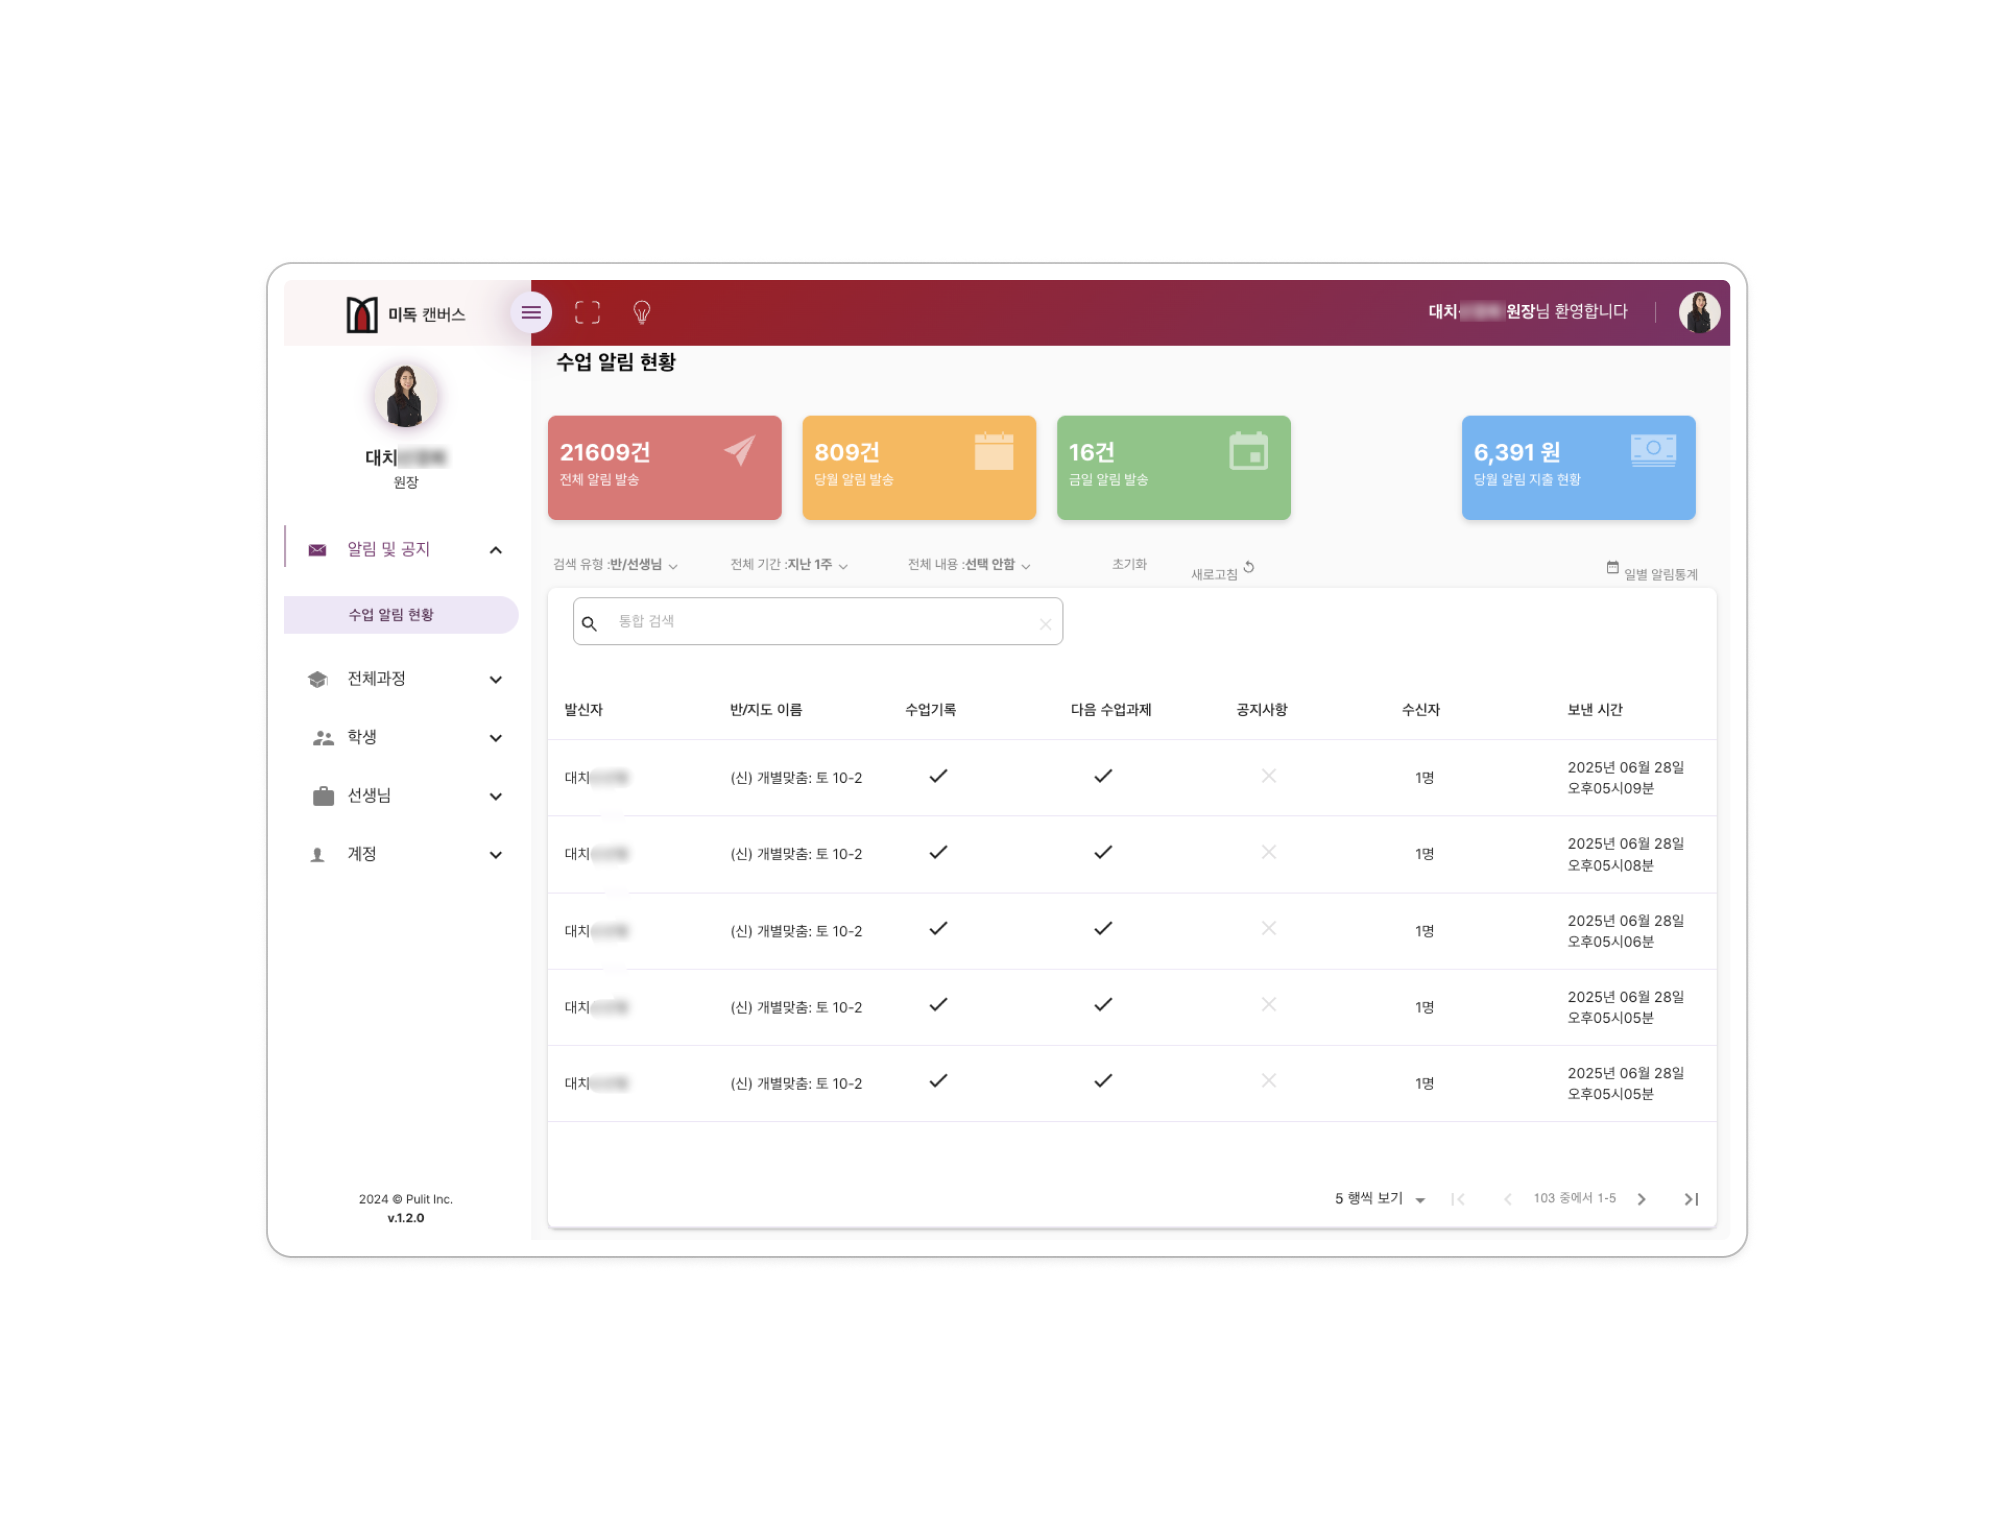 미독 캔버스
대치
원장님 환영합니다
대치
원장
알림 및 공지
수업 알림 현황
전체과정
학생
선생님
계정
2024 © Pulit Inc.
v.1.2.0
수업 알림 현황
21609건
전체 알림 발송
809건
당월 알림 발송
16건
금일 알림 발송
6,391 원
당월 알림 지출 현황
검색 유형 :반/선생님
전체 기간 :지난 1주
전체 내용 :선택 안함
초기화
새로고침
일별 알림통계
통합 검색
발신자 반/지도 이름 수업기록 다음 수업과제 공지사항 수신자 보낸 시간
대치 (신) 개별맞춤: 토 10-2 1명 2025년 06월 28일
오후05시09분
대치 (신) 개별맞춤: 토 10-2 1명 2025년 06월 28일
오후05시08분
대치 (신) 개별맞춤: 토 10-2 1명 2025년 06월 28일
오후05시06분
대치 (신) 개별맞춤: 토 10-2 1명 2025년 06월 28일
오후05시05분
대치 (신) 개별맞춤: 토 10-2 1명 2025년 06월 28일
오후05시05분
5 행씩 보기
103 중에서 1-5